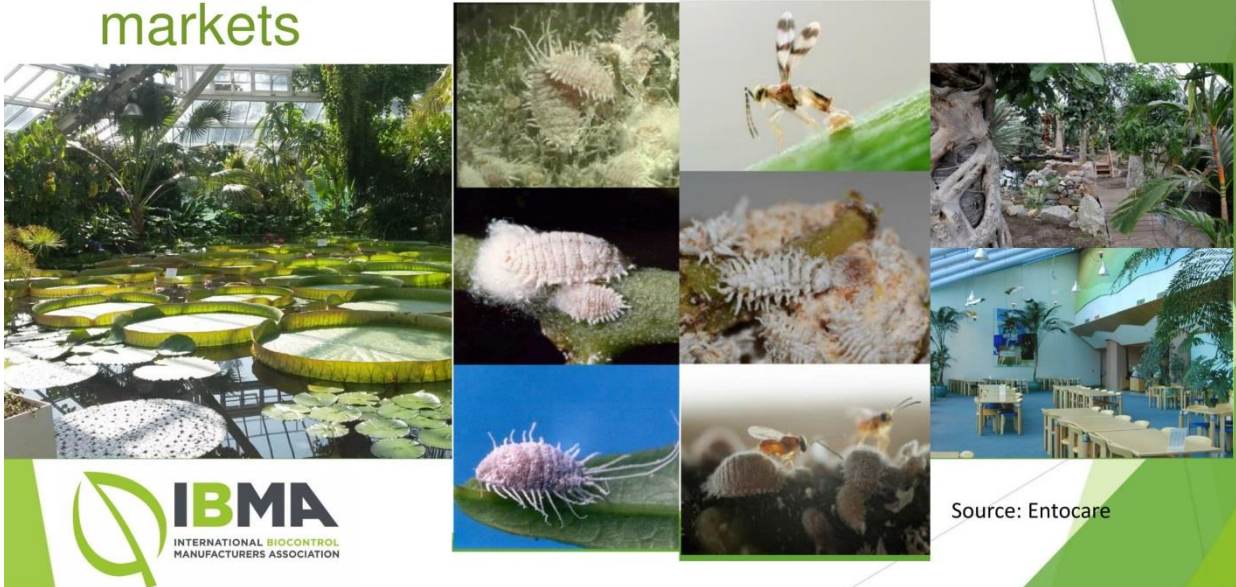 markets
IBMA
INTERNATIONAL BIOCONTROL
MANUFACTURERS ASSOCIATION
Source: Entocare